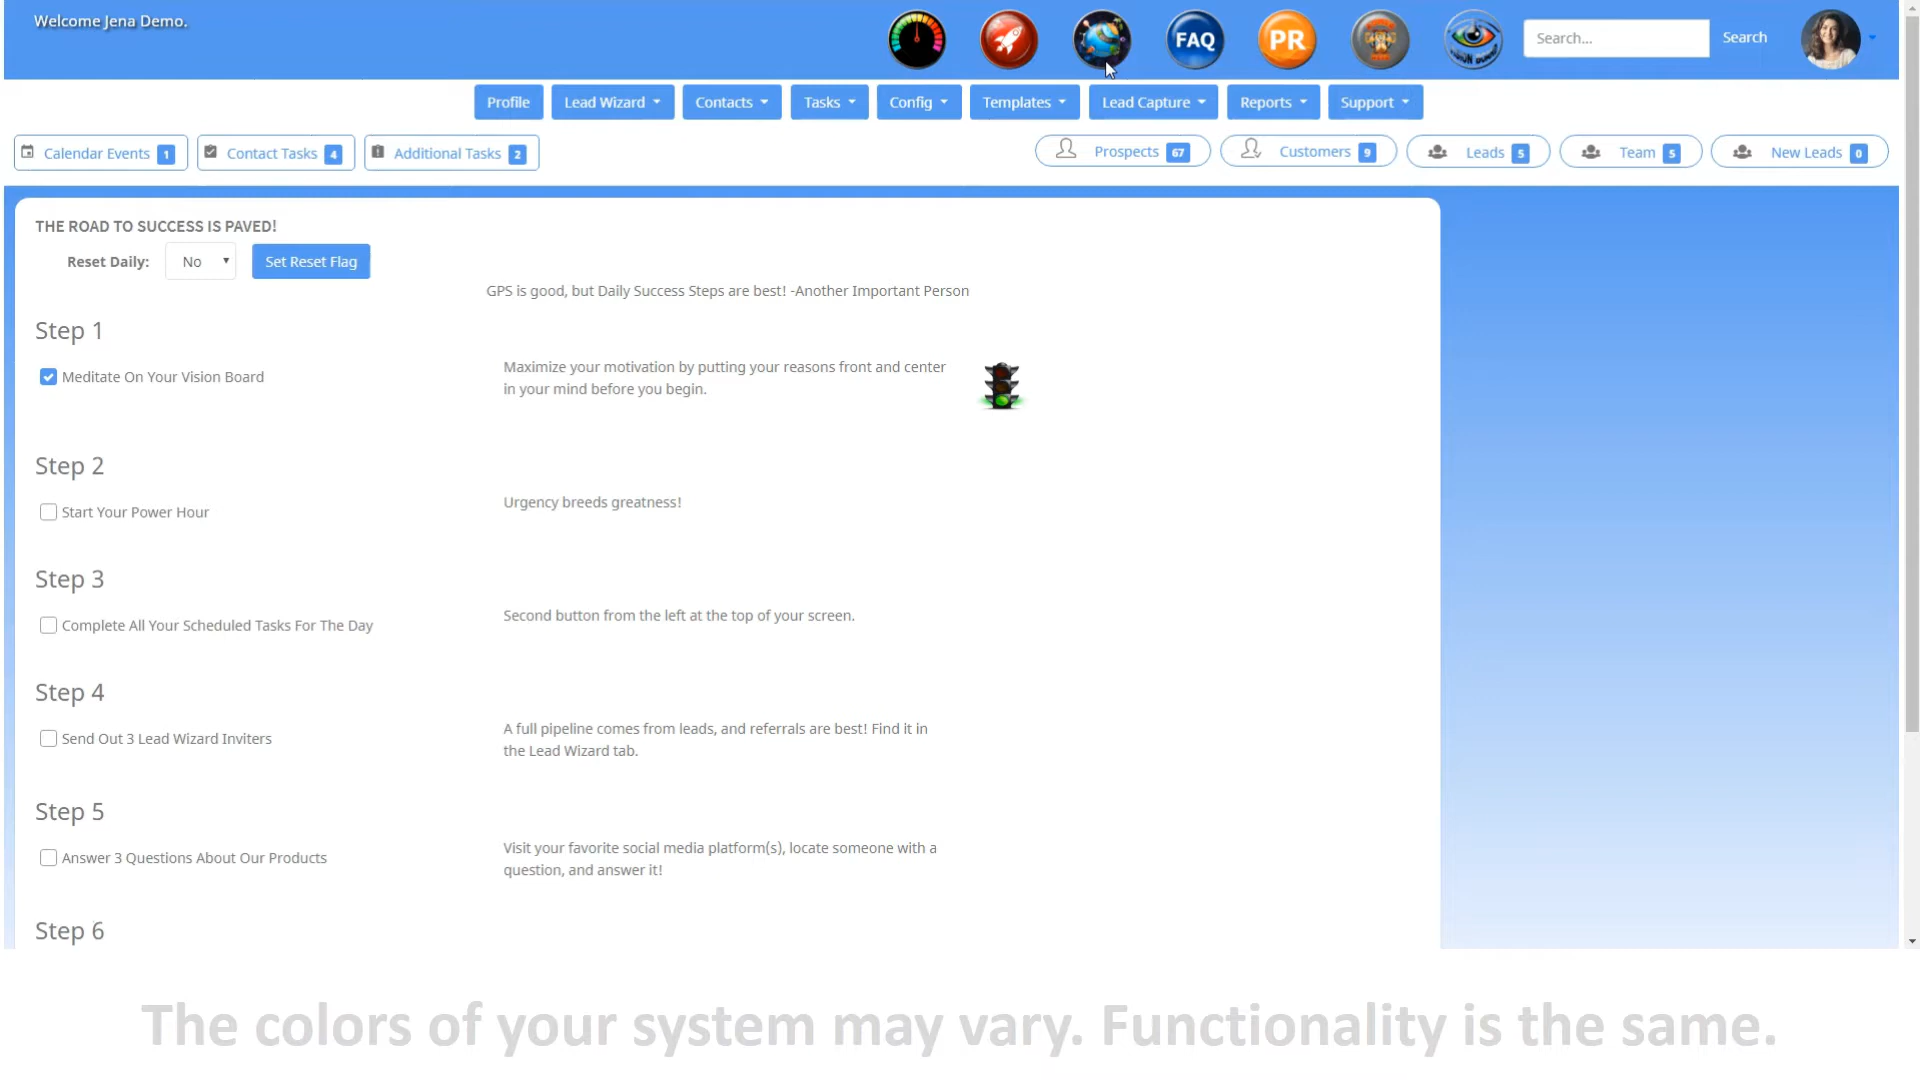 Welcome Jena Demo.
FAQ
PR
Search...
Search
Profile
Lead Wizard
Contacts
Tasks
Config
Templates
Lead Capture
Reports
Support
Calendar Events 1
Contact Tasks 4
Additional Tasks 2
Prospects 67
Customers 9
Leads 5
Team 5
New Leads 0
THE ROAD TO SUCCESS IS PAVED!
Reset Daily:
No
Set Reset Flag
GPS is good, but Daily Success Steps are best! -Another Important Person
Step 1
Meditate On Your Vision Board
Maximize your motivation by putting your reasons front and center
in your mind before you begin.
Step 2
Start Your Power Hour
Urgency breeds greatness!
Step 3
Complete All Your Scheduled Tasks For The Day
Second button from the left at the top of your screen.
Step 4
Send Out 3 Lead Wizard Inviters
A full pipeline comes from leads, and referrals are best! Find it in
the Lead Wizard tab.
Step 5
Answer 3 Questions About Our Products
Visit your favorite social media platform(s), locate someone with a
question, and answer it!
Step 6
The colors of your system may vary. Functionality is the same.